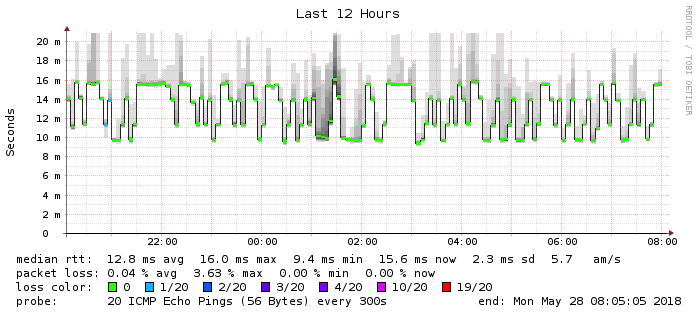 Last 12 Hours
RRDTOOL / TOBI OETIKER
Seconds
20 m
18 m
16 m
14 m
12 m
10 m
8 m
6 m
4 m
2 m
0
22:00 00:00 02:00 04:00 06:00 08:00
median rtt: 12.8 ms avg 16.0 ms max 9.4 ms min 15.6 ms now 2.3 ms sd 5.7 am/s
packet loss: 0.04 % avg 3.63 % max 0.00 % min 0.00 % now
loss color: 0 1/20 2/20 3/20 4/20 10/20 19/20
probe: 20 ICMP Echo Pings (56 Bytes) every 300s end: Mon May 28 08:05:05 2018